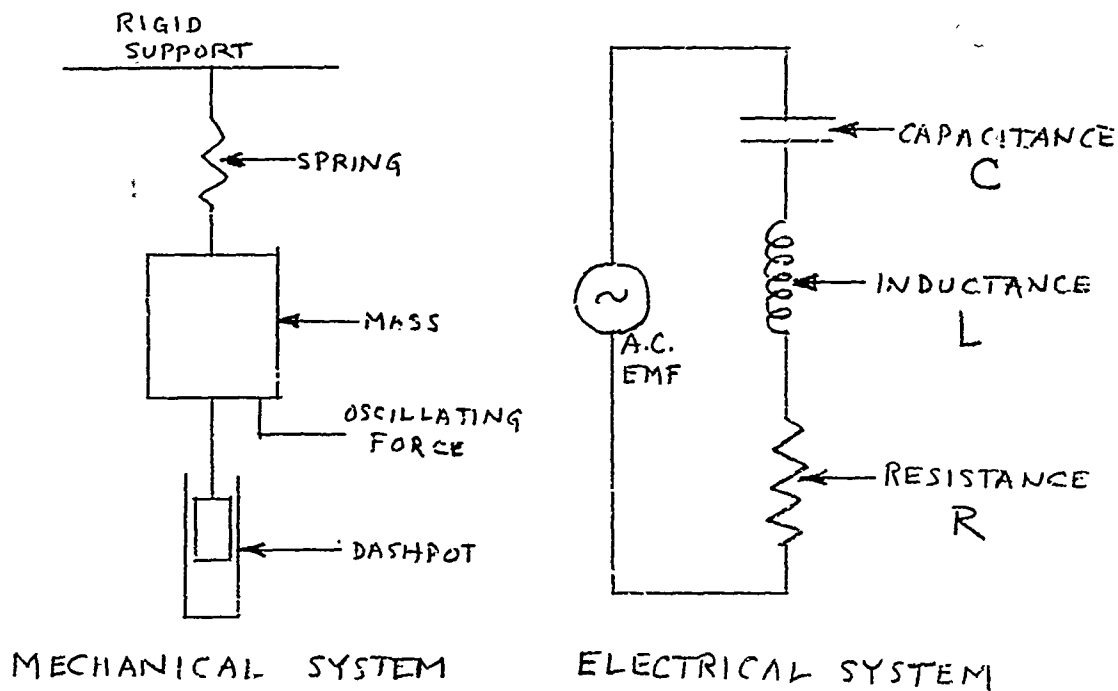 RIGID
SUPPORT
SPRING
MASS
OSCILLATING
FORCE
DASHPOT
MECHANICAL SYSTEM
CAPACITANCE
C
INDUCTANCE
L
~
A.C.
EMF
RESISTANCE
R
ELECTRICAL SYSTEM